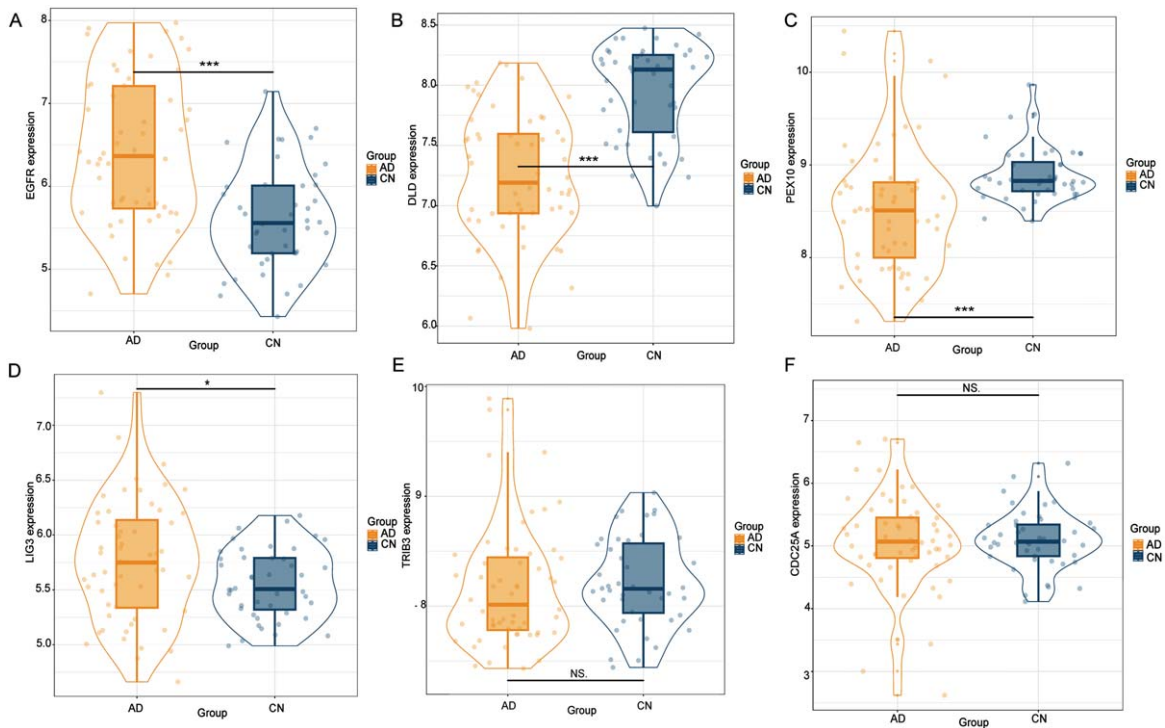 A
EGFR expression
8
7
6
5
***
AD
CN
Group
Group
AD
CN
B
DLD expression
8.5
8.0
7.5
7.0
6.5
6.0
***
AD
CN
Group
Group
AD
CN
C
PEX10 expression
10
9
8
***
AD
CN
Group
Group
AD
CN
D
LIG3 expression
7.0
6.5
6.0
5.5
5.0
*
AD
CN
Group
Group
AD
CN
E
TRIB3 expression
10
9
8
NS.
AD
CN
Group
Group
AD
CN
F
CDC25A expression
7
6
5
4
3
NS.
AD
CN
Group
Group
AD
CN